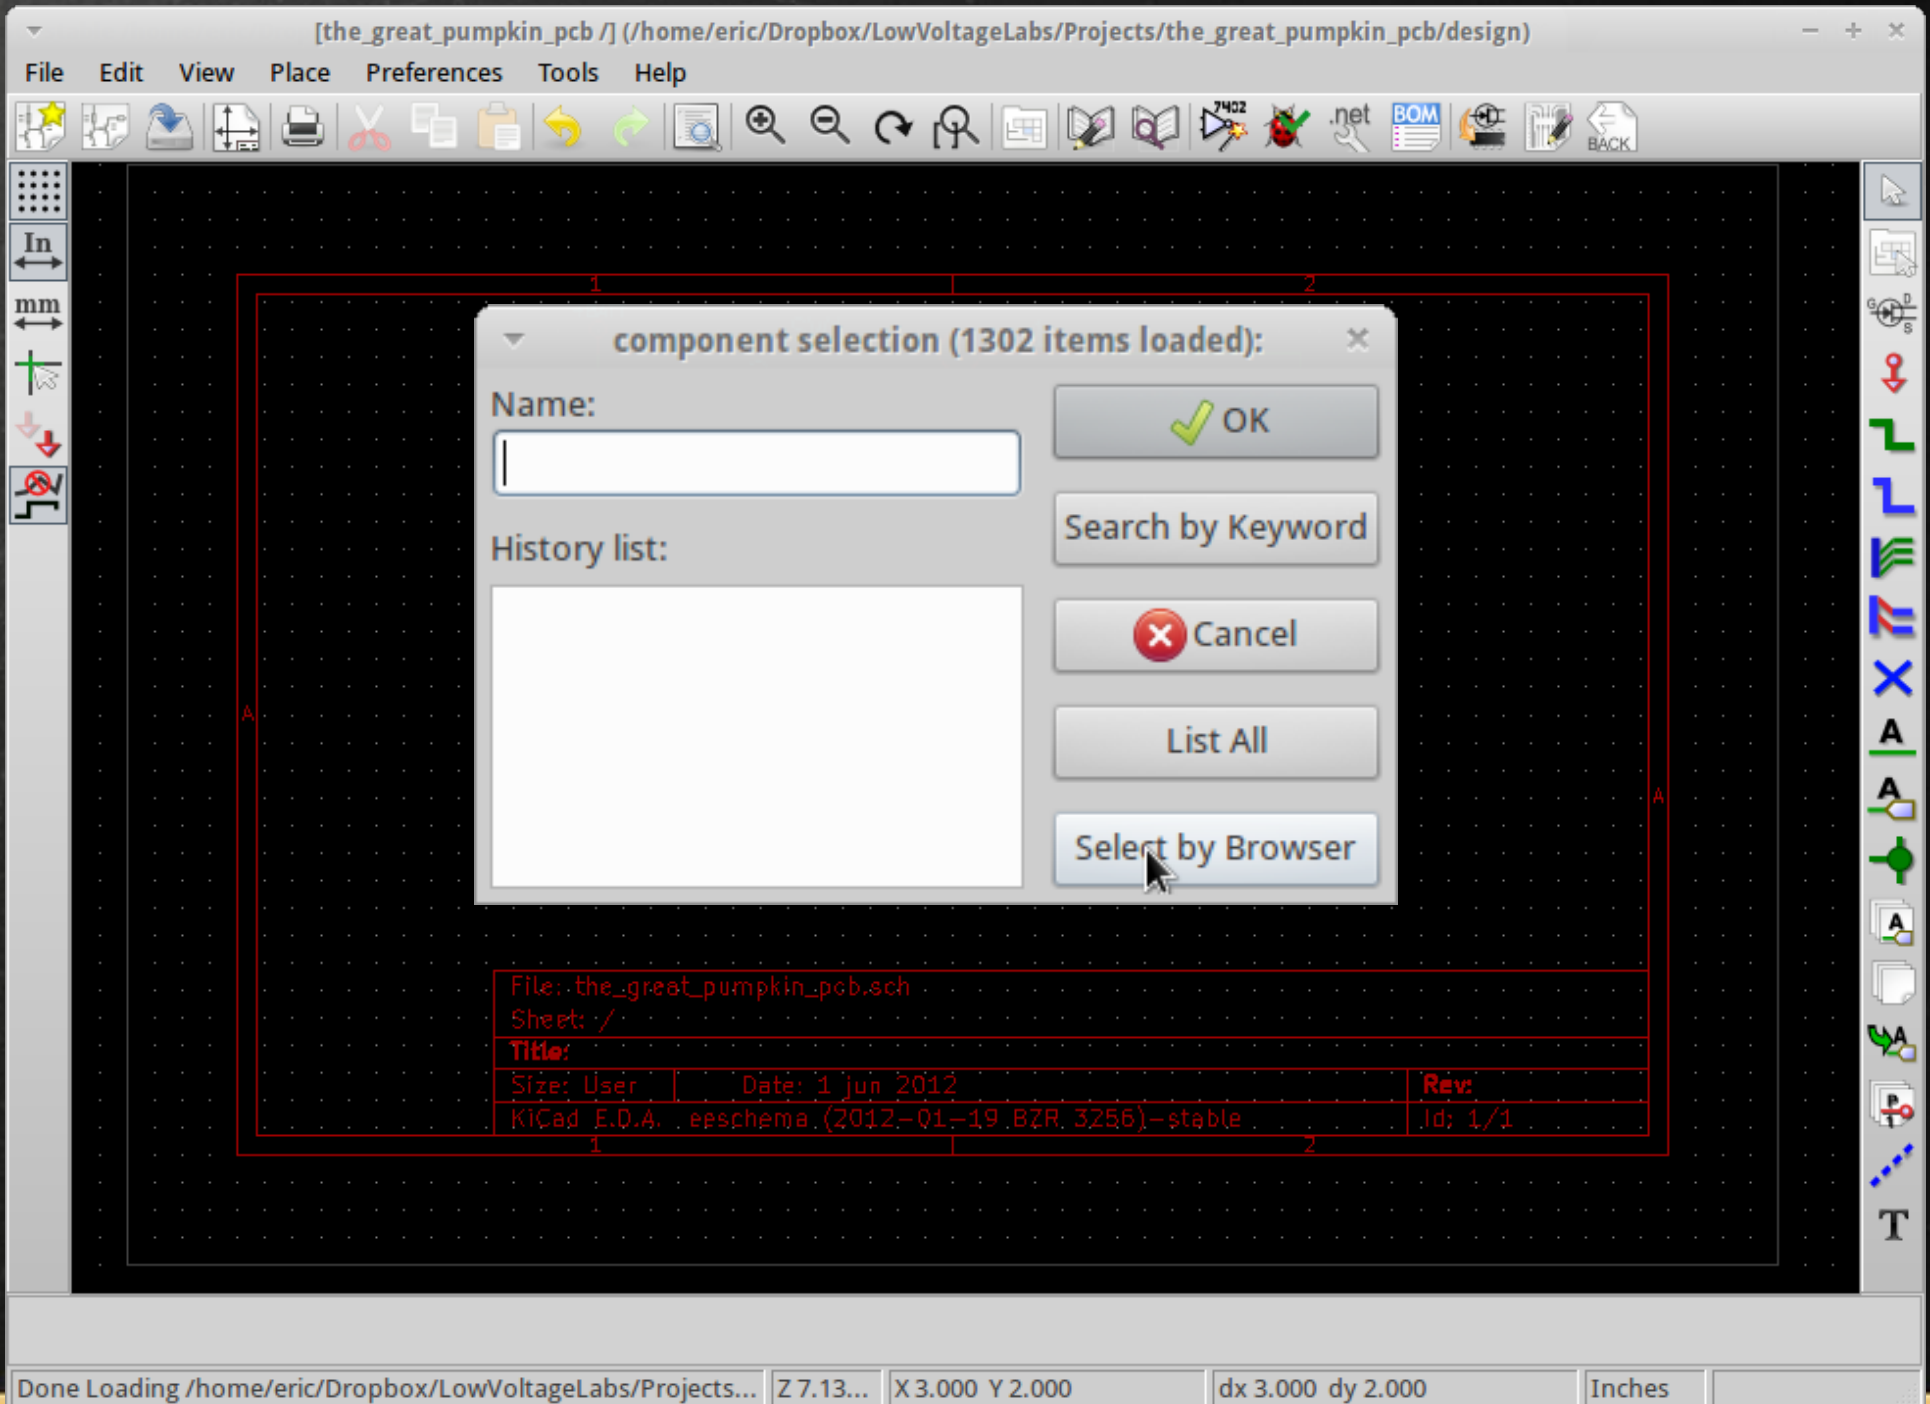 [the_great_pumpkin_pcb /] (/home/eric/Dropbox/LowVoltageLabs/Projects/the_great_pumpkin_pcb/design)
File Edit View Place Preferences Tools Help
7402
.net
BOM
BACK
In
mm
G D S
1 2
component selection (1302 items loaded):
Name:
OK
Search by Keyword
History list:
Cancel
List All
Select by Browser
A
A
A
A
A
A
P
1
T
File: the_great_pumpkin_pcb.sch
Sheet: /
Title:
Size: User Date: 1 jun 2012 Rev:
KiCad E.D.A. eeschema (2012-01-19 BZR 3256)-stable Id: 1/1
1 2
Done Loading /home/eric/Dropbox/LowVoltageLabs/Projects... Z 7.13... X 3.000 Y 2.000 dx 3.000 dy 2.000 Inches